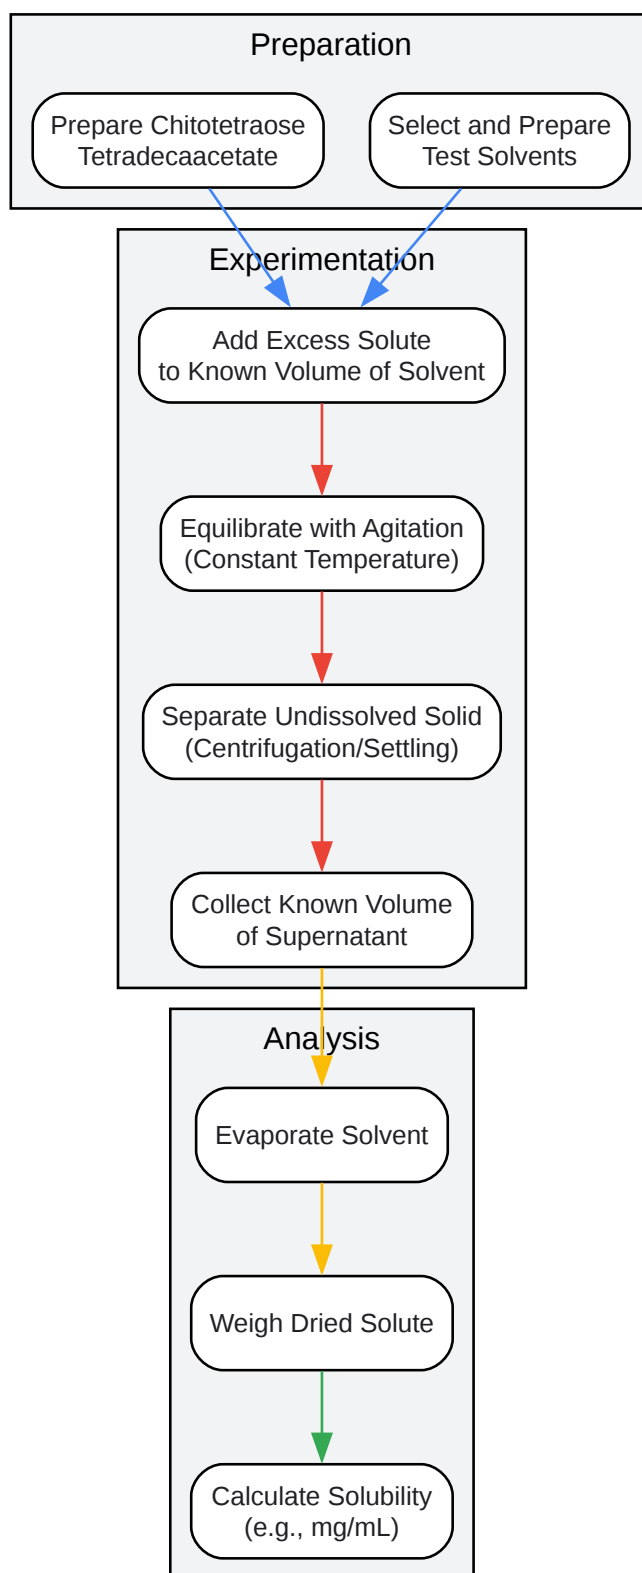 Preparation
Prepare Chitotetraose
Tetradecaacetate
Select and Prepare
Test Solvents
Experimentation
Add Excess Solute
to Known Volume of Solvent
Equilibrate with Agitation
(Constant Temperature)
Separate Undissolved Solid
(Centrifugation/Settling)
Collect Known Volume
of Supernatant
Analysis
Evaporate Solvent
Weigh Dried Solute
Calculate Solubility
(e.g., mg/mL)